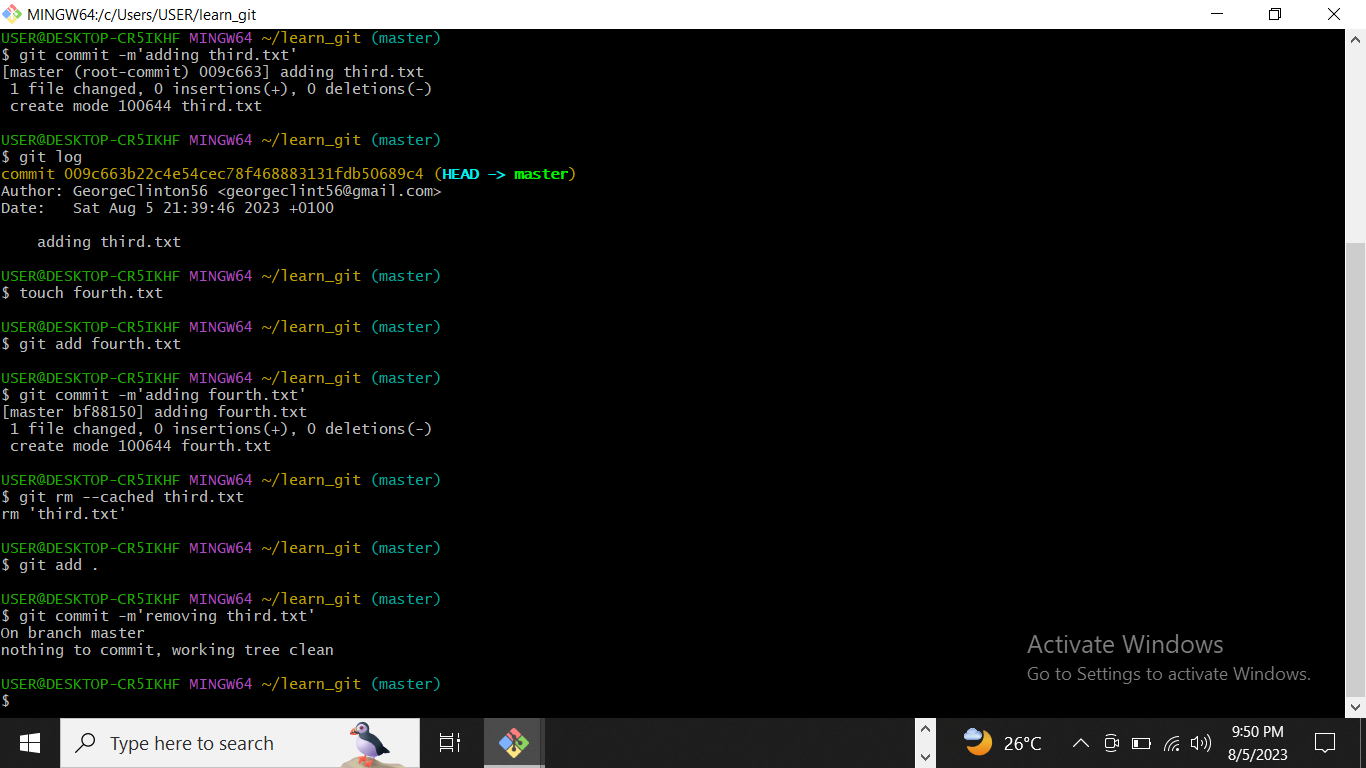 MINGW64:/c/Users/USER/learn_git
USER@DESKTOP-CR5IKHF MINGW64 ~/learn_git (master)
$ git commit -m'adding third.txt'
[master (root-commit) 009c663] adding third.txt
 1 file changed, 0 insertions(+), 0 deletions(-)
 create mode 100644 third.txt
USER@DESKTOP-CR5IKHF MINGW64 ~/learn_git (master)
$ git log
commit 009c663b22c4e54cec78f468883131fdb50689c4 (HEAD -> master)
Author: GeorgeClinton56 <georgeclint56@gmail.com>
Date:   Sat Aug 5 21:39:46 2023 +0100
    adding third.txt
USER@DESKTOP-CR5IKHF MINGW64 ~/learn_git (master)
$ touch fourth.txt
USER@DESKTOP-CR5IKHF MINGW64 ~/learn_git (master)
$ git add fourth.txt
USER@DESKTOP-CR5IKHF MINGW64 ~/learn_git (master)
$ git commit -m'adding fourth.txt'
[master bf88150] adding fourth.txt
 1 file changed, 0 insertions(+), 0 deletions(-)
 create mode 100644 fourth.txt
USER@DESKTOP-CR5IKHF MINGW64 ~/learn_git (master)
$ git rm --cached third.txt
rm 'third.txt'
USER@DESKTOP-CR5IKHF MINGW64 ~/learn_git (master)
$ git add .
USER@DESKTOP-CR5IKHF MINGW64 ~/learn_git (master)
$ git commit -m'removing third.txt'
On branch master
nothing to commit, working tree clean
USER@DESKTOP-CR5IKHF MINGW64 ~/learn_git (master)
$
Activate Windows
Go to Settings to activate Windows.
Type here to search
26°C
9:50 PM
8/5/2023